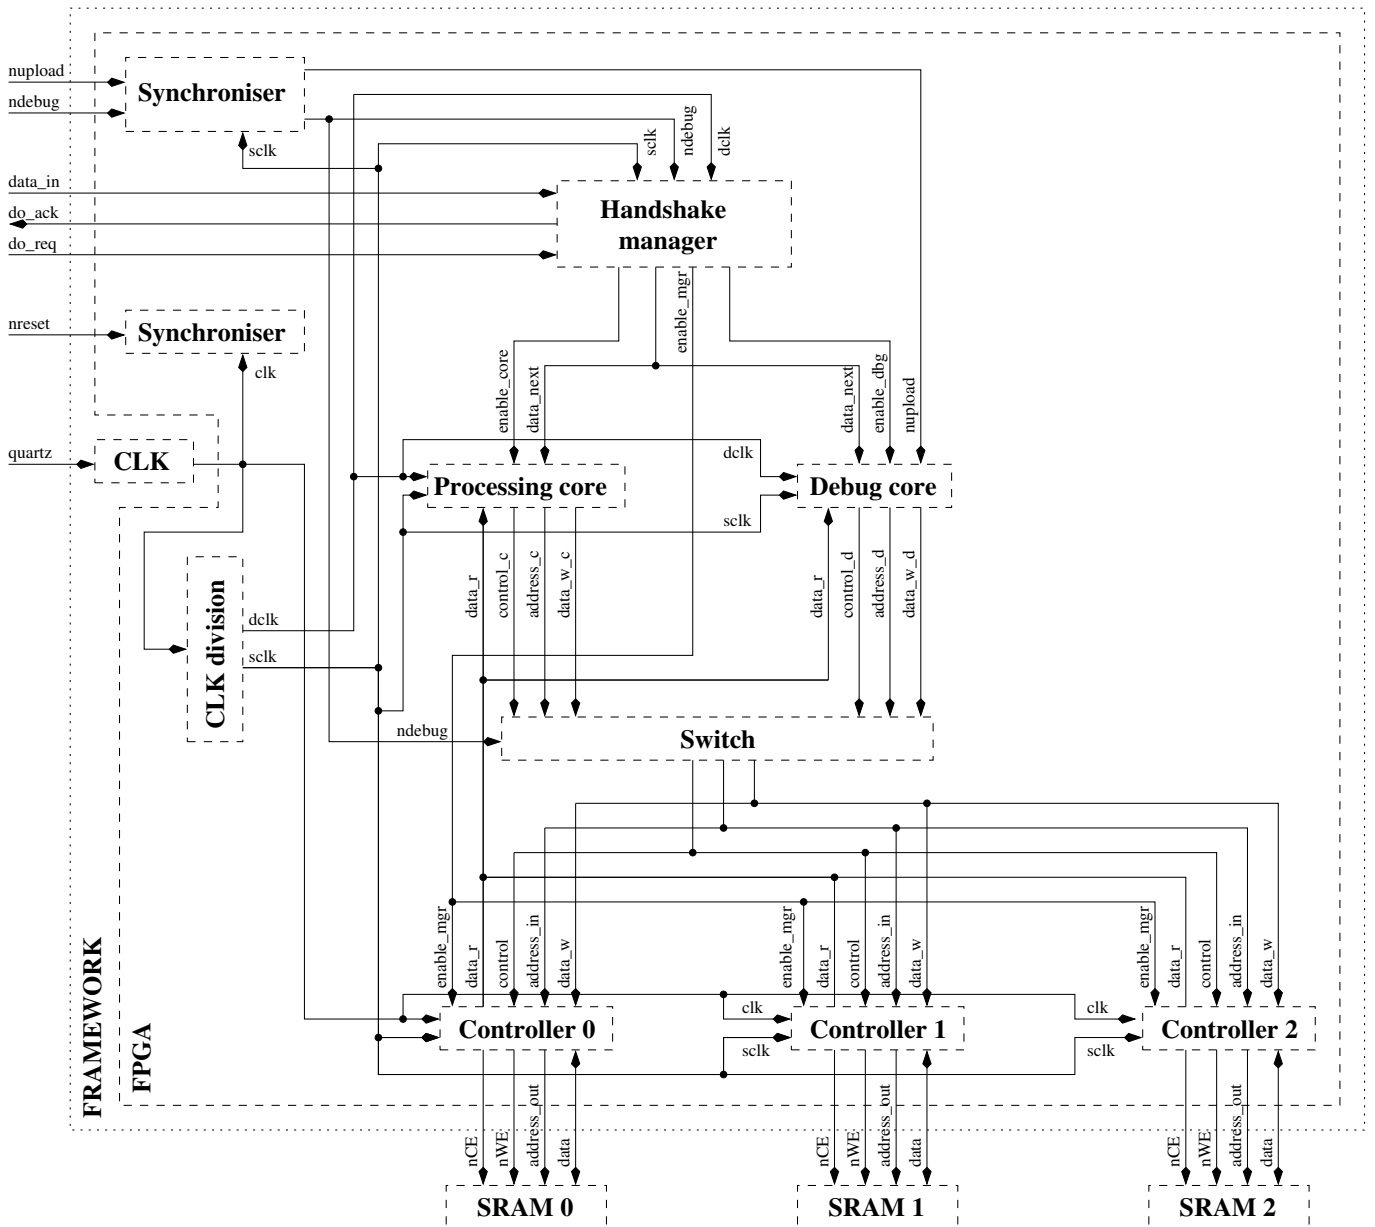 nupload
ndebug
Synchroniser
sclk
sclk
ndebug
dclk
data_in
do_ack
do_req
Handshake
manager
nreset
Synchroniser
clk
enable_mgr
enable_core
data_next
data_next
enable_dbg
nupload
quartz
CLK
dclk
Processing core
Debug core
sclk
data_r
control_c
address_c
data_w_c
data_r
control_d
address_d
data_w_d
CLK division
dclk
sclk
ndebug
Switch
enable_mgr
data_r
control
address_in
data_w
enable_mgr
data_r
control
address_in
data_w
enable_mgr
data_r
control
address_in
data_w
clk
clk
Controller 0
Controller 1
Controller 2
sclk
sclk
FRAMEWORK
FPGA
nCE
nWE
address_out
data
nCE
nWE
address_out
data
nCE
nWE
address_out
data
SRAM 0
SRAM 1
SRAM 2